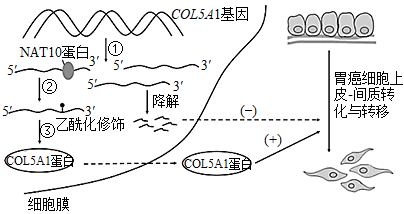 COL5A1基因
NAT10蛋白
①
5′
3′
5′
3′
②
5′
3′
5′
3′
降解
乙酰化修饰
③
(−)
(+)
COL5A1蛋白
COL5A1蛋白
细胞膜
胃癌细胞上
皮-间质转
化与转移